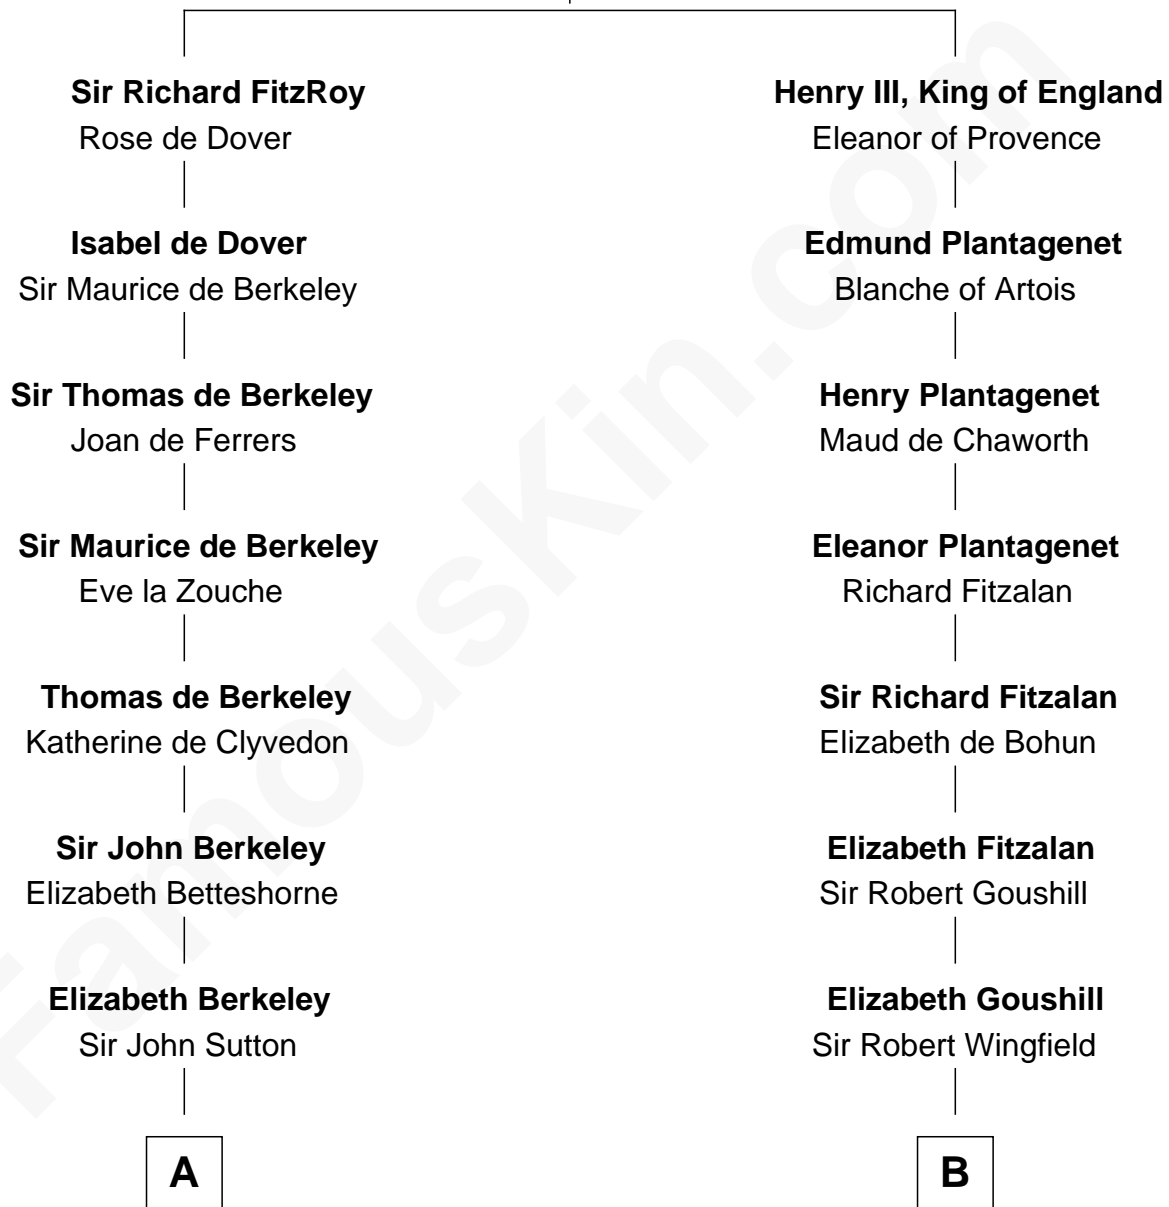 Sir Richard FitzRoy
Rose de Dover
Isabel de Dover
Sir Maurice de Berkeley
Sir Thomas de Berkeley
Joan de Ferrers
Sir Maurice de Berkeley
Eve la Zouche
Thomas de Berkeley
Katherine de Clyvedon
Sir John Berkeley
Elizabeth Betteshorne
Elizabeth Berkeley
Sir John Sutton
A
Henry III, King of England
Eleanor of Provence
Edmund Plantagenet
Blanche of Artois
Henry Plantagenet
Maud de Chaworth
Eleanor Plantagenet
Richard Fitzalan
Sir Richard Fitzalan
Elizabeth de Bohun
Elizabeth Fitzalan
Sir Robert Goushill
Elizabeth Goushill
Sir Robert Wingfield
B
FamousKin.com